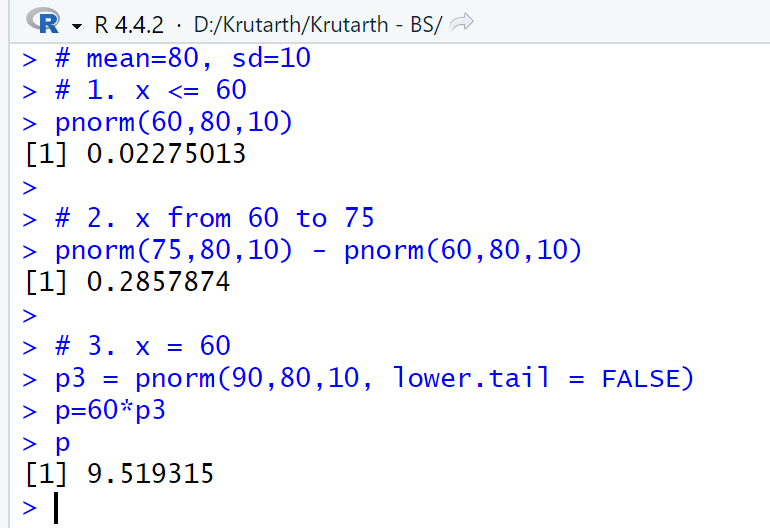 R R 4.4.2 · D:/Krutarth/Krutarth - BS/
> # mean=80, sd=10
> # 1. x <= 60
> pnorm(60,80,10)
[1] 0.02275013
>
> # 2. x from 60 to 75
> pnorm(75,80,10) - pnorm(60,80,10)
[1] 0.2857874
>
> # 3. x = 60
> p3 = pnorm(90,80,10, lower.tail = FALSE)
> p=60*p3
> p
[1] 9.519315
>